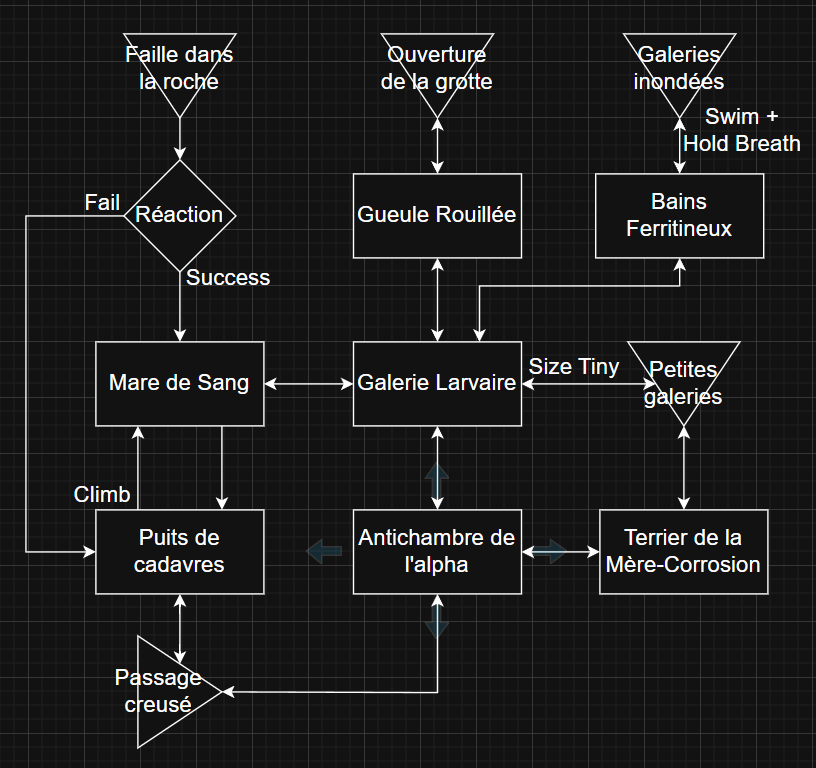 Faille dans
la roche
Ouverture
de la grotte
Galeries
inondées
Swim +
Hold Breath
Fail
Réaction
Gueule Rouillée
Bains
Ferritineux
Success
Mare de Sang
Galerie Larvaire
Size Tiny
Petites
galeries
Climb
Puits de
cadavres
Antichambre de
l'alpha
Terrier de la
Mère-Corrosion
Passage
creusé